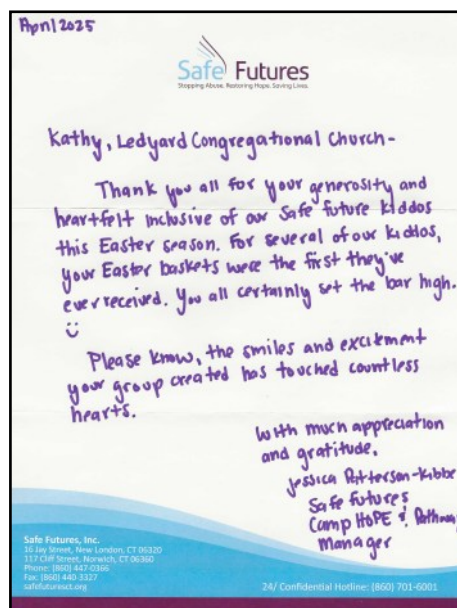 April 2025
Safe Futures
Stopping Abuse. Restoring Hope. Saving Lives.
Kathy, Ledyard Congregational Church -
Thank you all for your generosity and
heartfelt inclusive of our Safe future kiddos
this Easter season. For several of our kiddos,
your Easter baskets were the first they've
ever received. You all certainly set the bar high.
Please know, the smiles and excitement
your group created has touched countless
hearts.
With much appreciation
and gratitude,
Jessica Patterson-Kibbe
Safe Futures
Camp HOPE & Pathway
Manager
Safe Futures, Inc.
16 Jay Street, New London, CT 06320
117 Cliff Street, Norwich, CT 06360
Phone: (860) 447-0366
Fax: (860) 440-3327
safefuturesct.org
24/ Confidential Hotline: (860) 701-6001